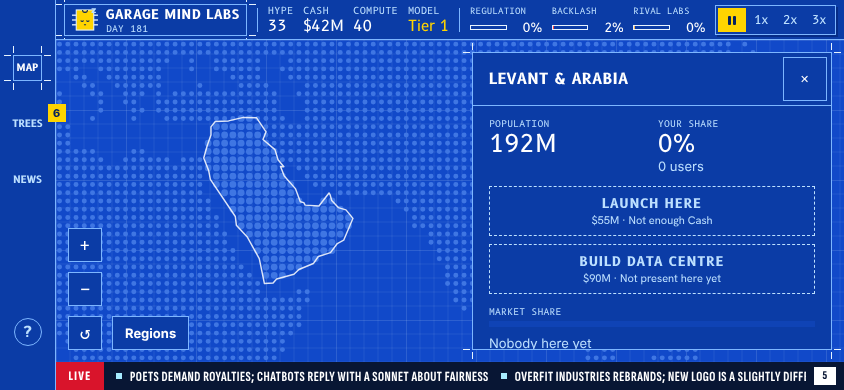 GARAGE MIND LABS
DAY 181
HYPE
33
CASH
$42M
COMPUTE
40
MODEL
Tier 1
REGULATION
0%
BACKLASH
2%
RIVAL LABS
0%
1x 2x 3x
MAP
6
TREES
NEWS
LEVANT & ARABIA
×
POPULATION
192M
YOUR SHARE
0%
0 users
LAUNCH HERE
$55M · Not enough Cash
BUILD DATA CENTRE
$90M · Not present here yet
MARKET SHARE
Nobody here yet
+
−
↺
Regions
?
LIVE
POETS DEMAND ROYALTIES; CHATBOTS REPLY WITH A SONNET ABOUT FAIRNESS
OVERFIT INDUSTRIES REBRANDS; NEW LOGO IS A SLIGHTLY DIFFI
5